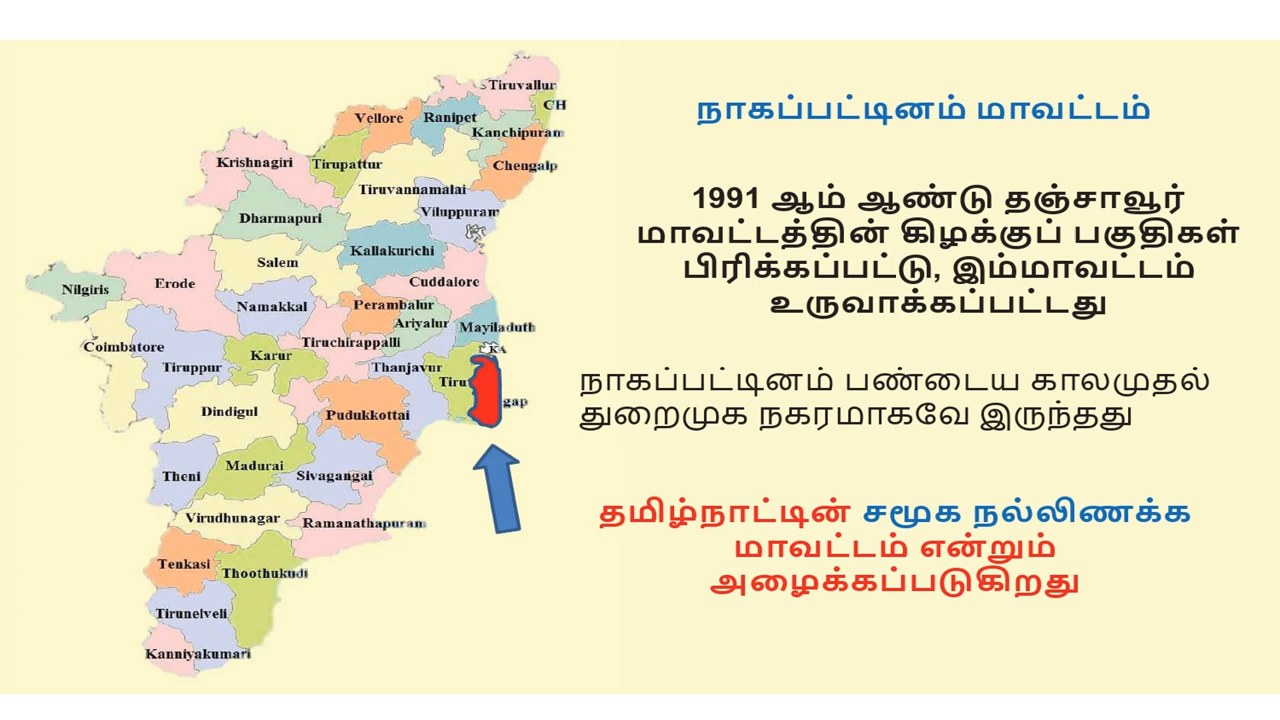 Tiruvallur
CH
Vellore
Ranipet
Kanchipuram
Krishnagiri
Tirupattur
Chengalp
Tiruvannamalai
Dharmapuri
Viluppuram
Kallakurichi
Salem
Nilgiris
Erode
Cuddalore
Namakkal
Perambalur
Ariyalur
Mayiladuth
Coimbatore
Tiruchirappalli
KA
Karur
Tiruppur
Thanjavur
Tiru
gap
Dindigul
Pudukkottai
Madurai
Theni
Sivagangai
Virudhunagar
Ramanathapuram
Tenkasi
Thoothukudi
Tirunelveli
Kanniyakumari
நாகப்பட்டினம் மாவட்டம்
1991 ஆம் ஆண்டு தஞ்சாவூர்
மாவட்டத்தின் கிழக்குப் பகுதிகள்
பிரிக்கப்பட்டு, இம்மாவட்டம்
உருவாக்கப்பட்டது
நாகப்பட்டினம் பண்டைய காலமுதல்
துறைமுக நகரமாகவே இருந்தது
தமிழ்நாட்டின் சமூக நல்லிணக்க
மாவட்டம் என்றும்
அழைக்கப்படுகிறது